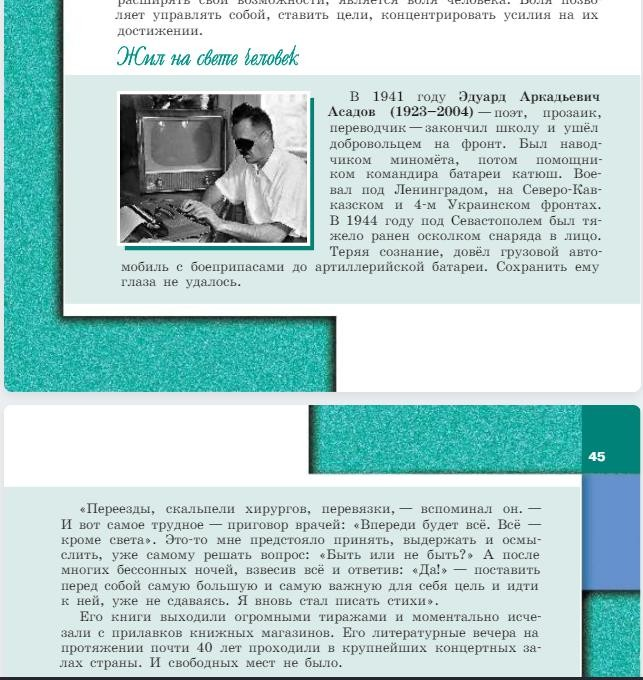 расширять свои возможности, является воля человека. Воля позво-
ляет управлять собой, ставить цели, концентрировать усилия на их
достижении.
Жил на свете человек
В 1941 году Эдуард Аркадьевич
Асадов (1923–2004) — поэт, прозаик,
переводчик — закончил школу и ушёл
добровольцем на фронт. Был навод-
чиком миномёта, потом помощни-
ком командира батареи катюш. Вое-
вал под Ленинградом, на Северо-Кав-
казском и 4-м Украинском фронтах.
В 1944 году под Севастополем был тя-
жело ранен осколком снаряда в лицо.
Теряя сознание, довёл грузовой авто-
мобиль с боеприпасами до артиллерийской батареи. Сохранить ему
глаза не удалось.
45
«Переезды, скальпели хирургов, перевязки, — вспоминал он. —
И вот самое трудное — приговор врачей: «Впереди будет всё. Всё —
кроме света». Это-то мне предстояло принять, выдержать и осмы-
слить, уже самому решать вопрос: «Быть или не быть?» А после
многих бессонных ночей, взвесив всё и ответив: «Да!» — поставить
перед собой самую большую и самую важную для себя цель и идти
к ней, уже не сдаваясь. Я вновь стал писать стихи».
Его книги выходили огромными тиражами и моментально исче-
зали с прилавков книжных магазинов. Его литературные вечера на
протяжении почти 40 лет проходили в крупнейших концертных за-
лах страны. И свободных мест не было.